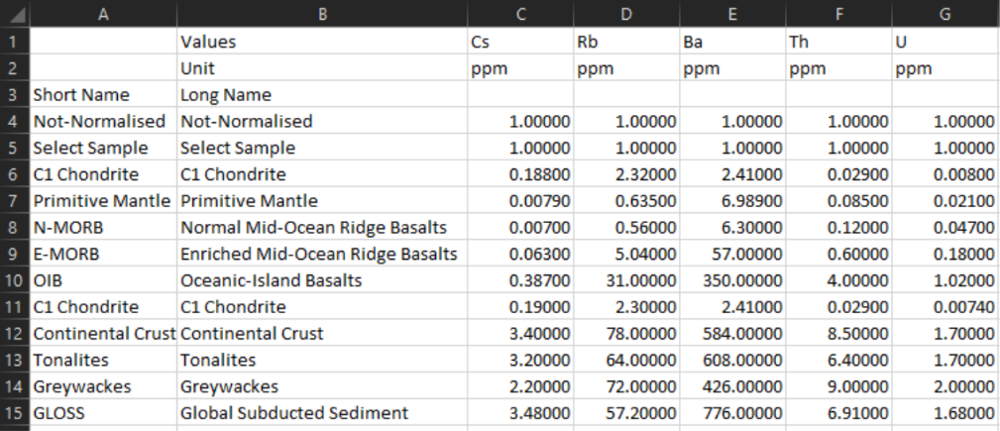 A B C D E F G
1 Values Cs Rb Ba Th U
2 Unit ppm ppm ppm ppm ppm
3 Short Name Long Name
4 Not-Normalised Not-Normalised 1.00000 1.00000 1.00000 1.00000 1.00000
5 Select Sample Select Sample 1.00000 1.00000 1.00000 1.00000 1.00000
6 C1 Chondrite C1 Chondrite 0.18800 2.32000 2.41000 0.02900 0.00800
7 Primitive Mantle Primitive Mantle 0.00790 0.63500 6.98900 0.08500 0.02100
8 N-MORB Normal Mid-Ocean Ridge Basalts 0.00700 0.56000 6.30000 0.12000 0.04700
9 E-MORB Enriched Mid-Ocean Ridge Basalts 0.06300 5.04000 57.00000 0.60000 0.18000
10 OIB Oceanic-Island Basalts 0.38700 31.00000 350.00000 4.00000 1.02000
11 C1 Chondrite C1 Chondrite 0.19000 2.30000 2.41000 0.02900 0.00740
12 Continental Crust Continental Crust 3.40000 78.00000 584.00000 8.50000 1.70000
13 Tonalites Tonalites 3.20000 64.00000 608.00000 6.40000 1.70000
14 Greywackes Greywackes 2.20000 72.00000 426.00000 9.00000 2.00000
15 GLOSS Global Subducted Sediment 3.48000 57.20000 776.00000 6.91000 1.68000